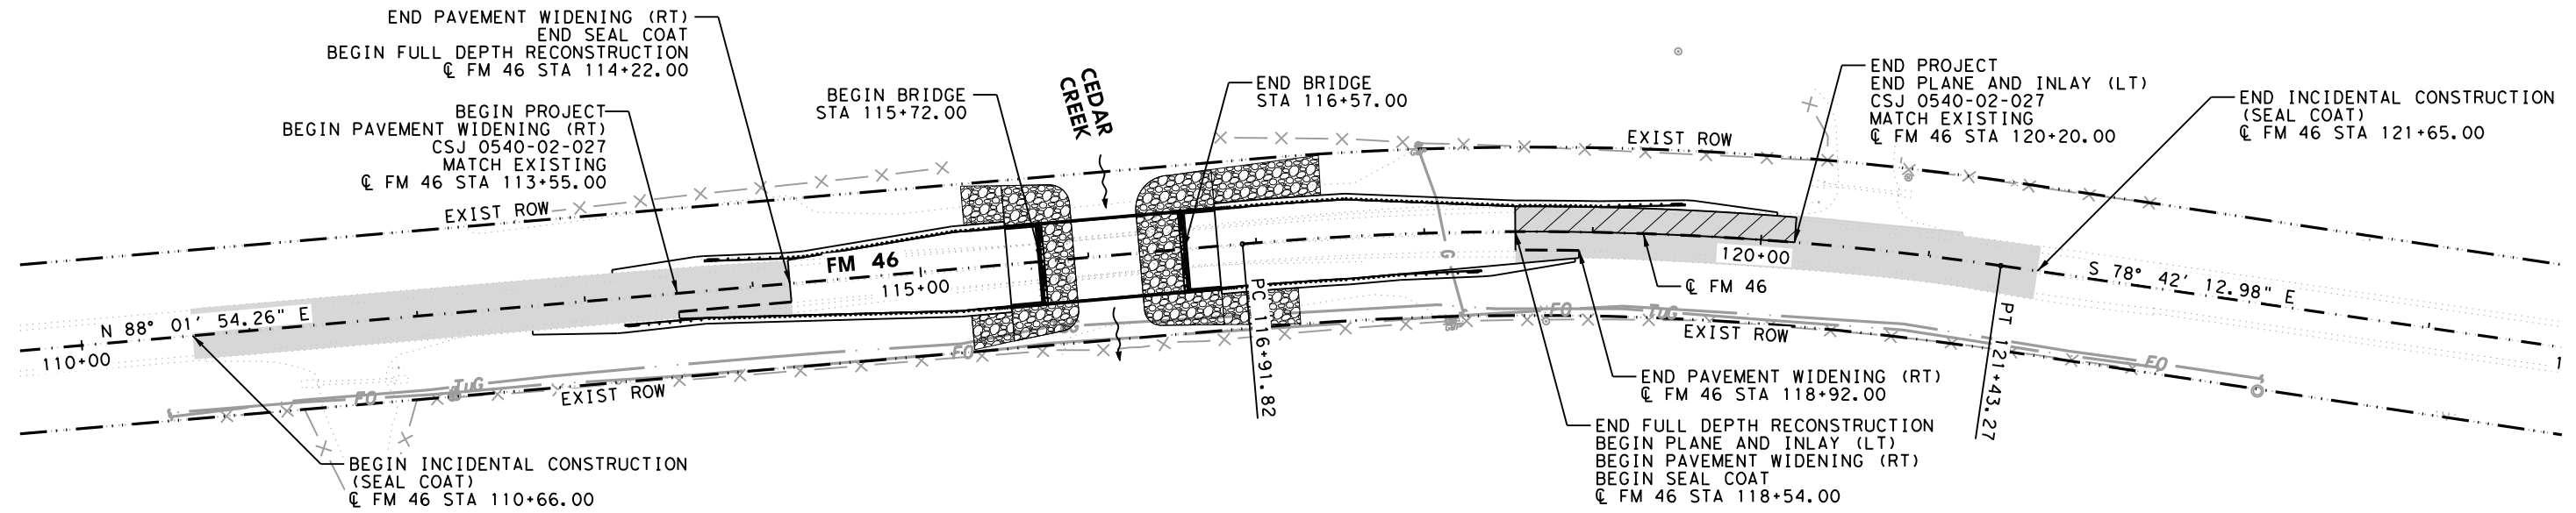 END PAVEMENT WIDENING (RT)
END SEAL COAT
BEGIN FULL DEPTH RECONSTRUCTION
℄ FM 46 STA 114+22.00
BEGIN PROJECT
BEGIN PAVEMENT WIDENING (RT)
CSJ 0540-02-027
MATCH EXISTING
℄ FM 46 STA 113+55.00
BEGIN BRIDGE
STA 115+72.00
CEDAR
CREEK
END BRIDGE
STA 116+57.00
END PROJECT
END PLANE AND INLAY (LT)
CSJ 0540-02-027
MATCH EXISTING
℄ FM 46 STA 120+20.00
END INCIDENTAL CONSTRUCTION
(SEAL COAT)
℄ FM 46 STA 121+65.00
EXIST ROW
EXIST ROW
FM 46
115+00
120+00
℄ FM 46
G
N 88° 01' 54.26" E
110+00
S 78° 42' 12.98" E
1
PC 116+91.82
PT 121+43.27
FO
TUG
FO
EXIST ROW
FO
TUG
EXIST ROW
FO
BEGIN INCIDENTAL CONSTRUCTION
(SEAL COAT)
℄ FM 46 STA 110+66.00
END PAVEMENT WIDENING (RT)
℄ FM 46 STA 118+92.00
END FULL DEPTH RECONSTRUCTION
BEGIN PLANE AND INLAY (LT)
BEGIN PAVEMENT WIDENING (RT)
BEGIN SEAL COAT
℄ FM 46 STA 118+54.00